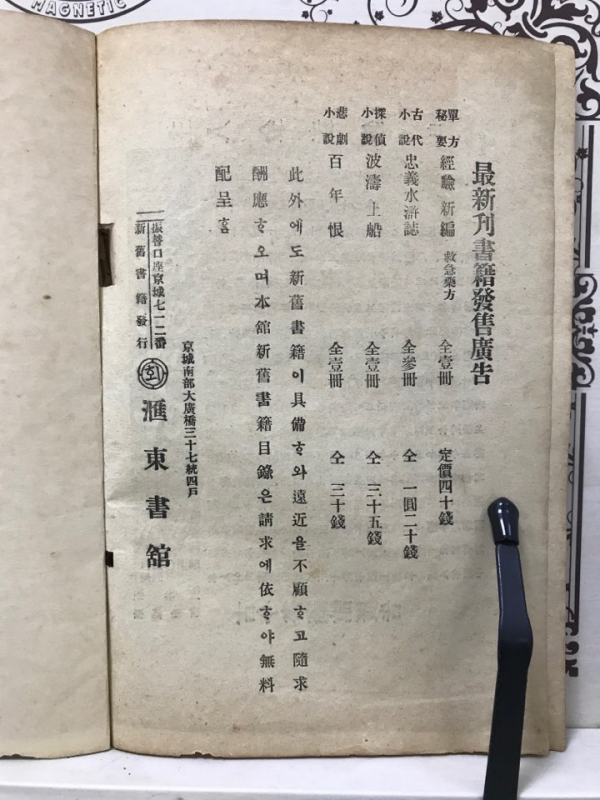 最新刊書籍發售廣告
單方秘要 經驗新編 救急藥方 全壹冊 定價四十錢
古代小說 忠義水滸誌 全參冊 仝 一圓二十錢
探偵小說 波濤上船 全壹冊 仝 三十五錢
悲劇小說 百年恨 全壹冊 仝 三十錢
此外에도新舊書籍이具備ᄒᆞ와遠近을不顧ᄒᆞ고隨求
酬應ᄒᆞ오며本舘新舊書籍目錄은請求에依ᄒᆞ야無料
配呈홈
京城南部大廣橋三十七統四戶
振替口座京城七一二番
新舊書籍發行
회 滙東書舘
MAGNETIC